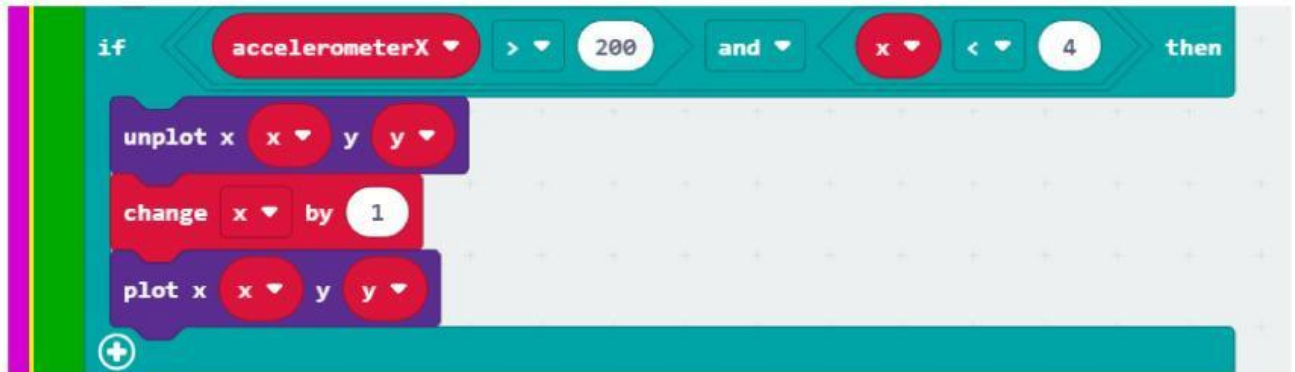 if accelerometerX > 200 and x < 4 then
unplot x x y y
change x by 1
plot x x y y